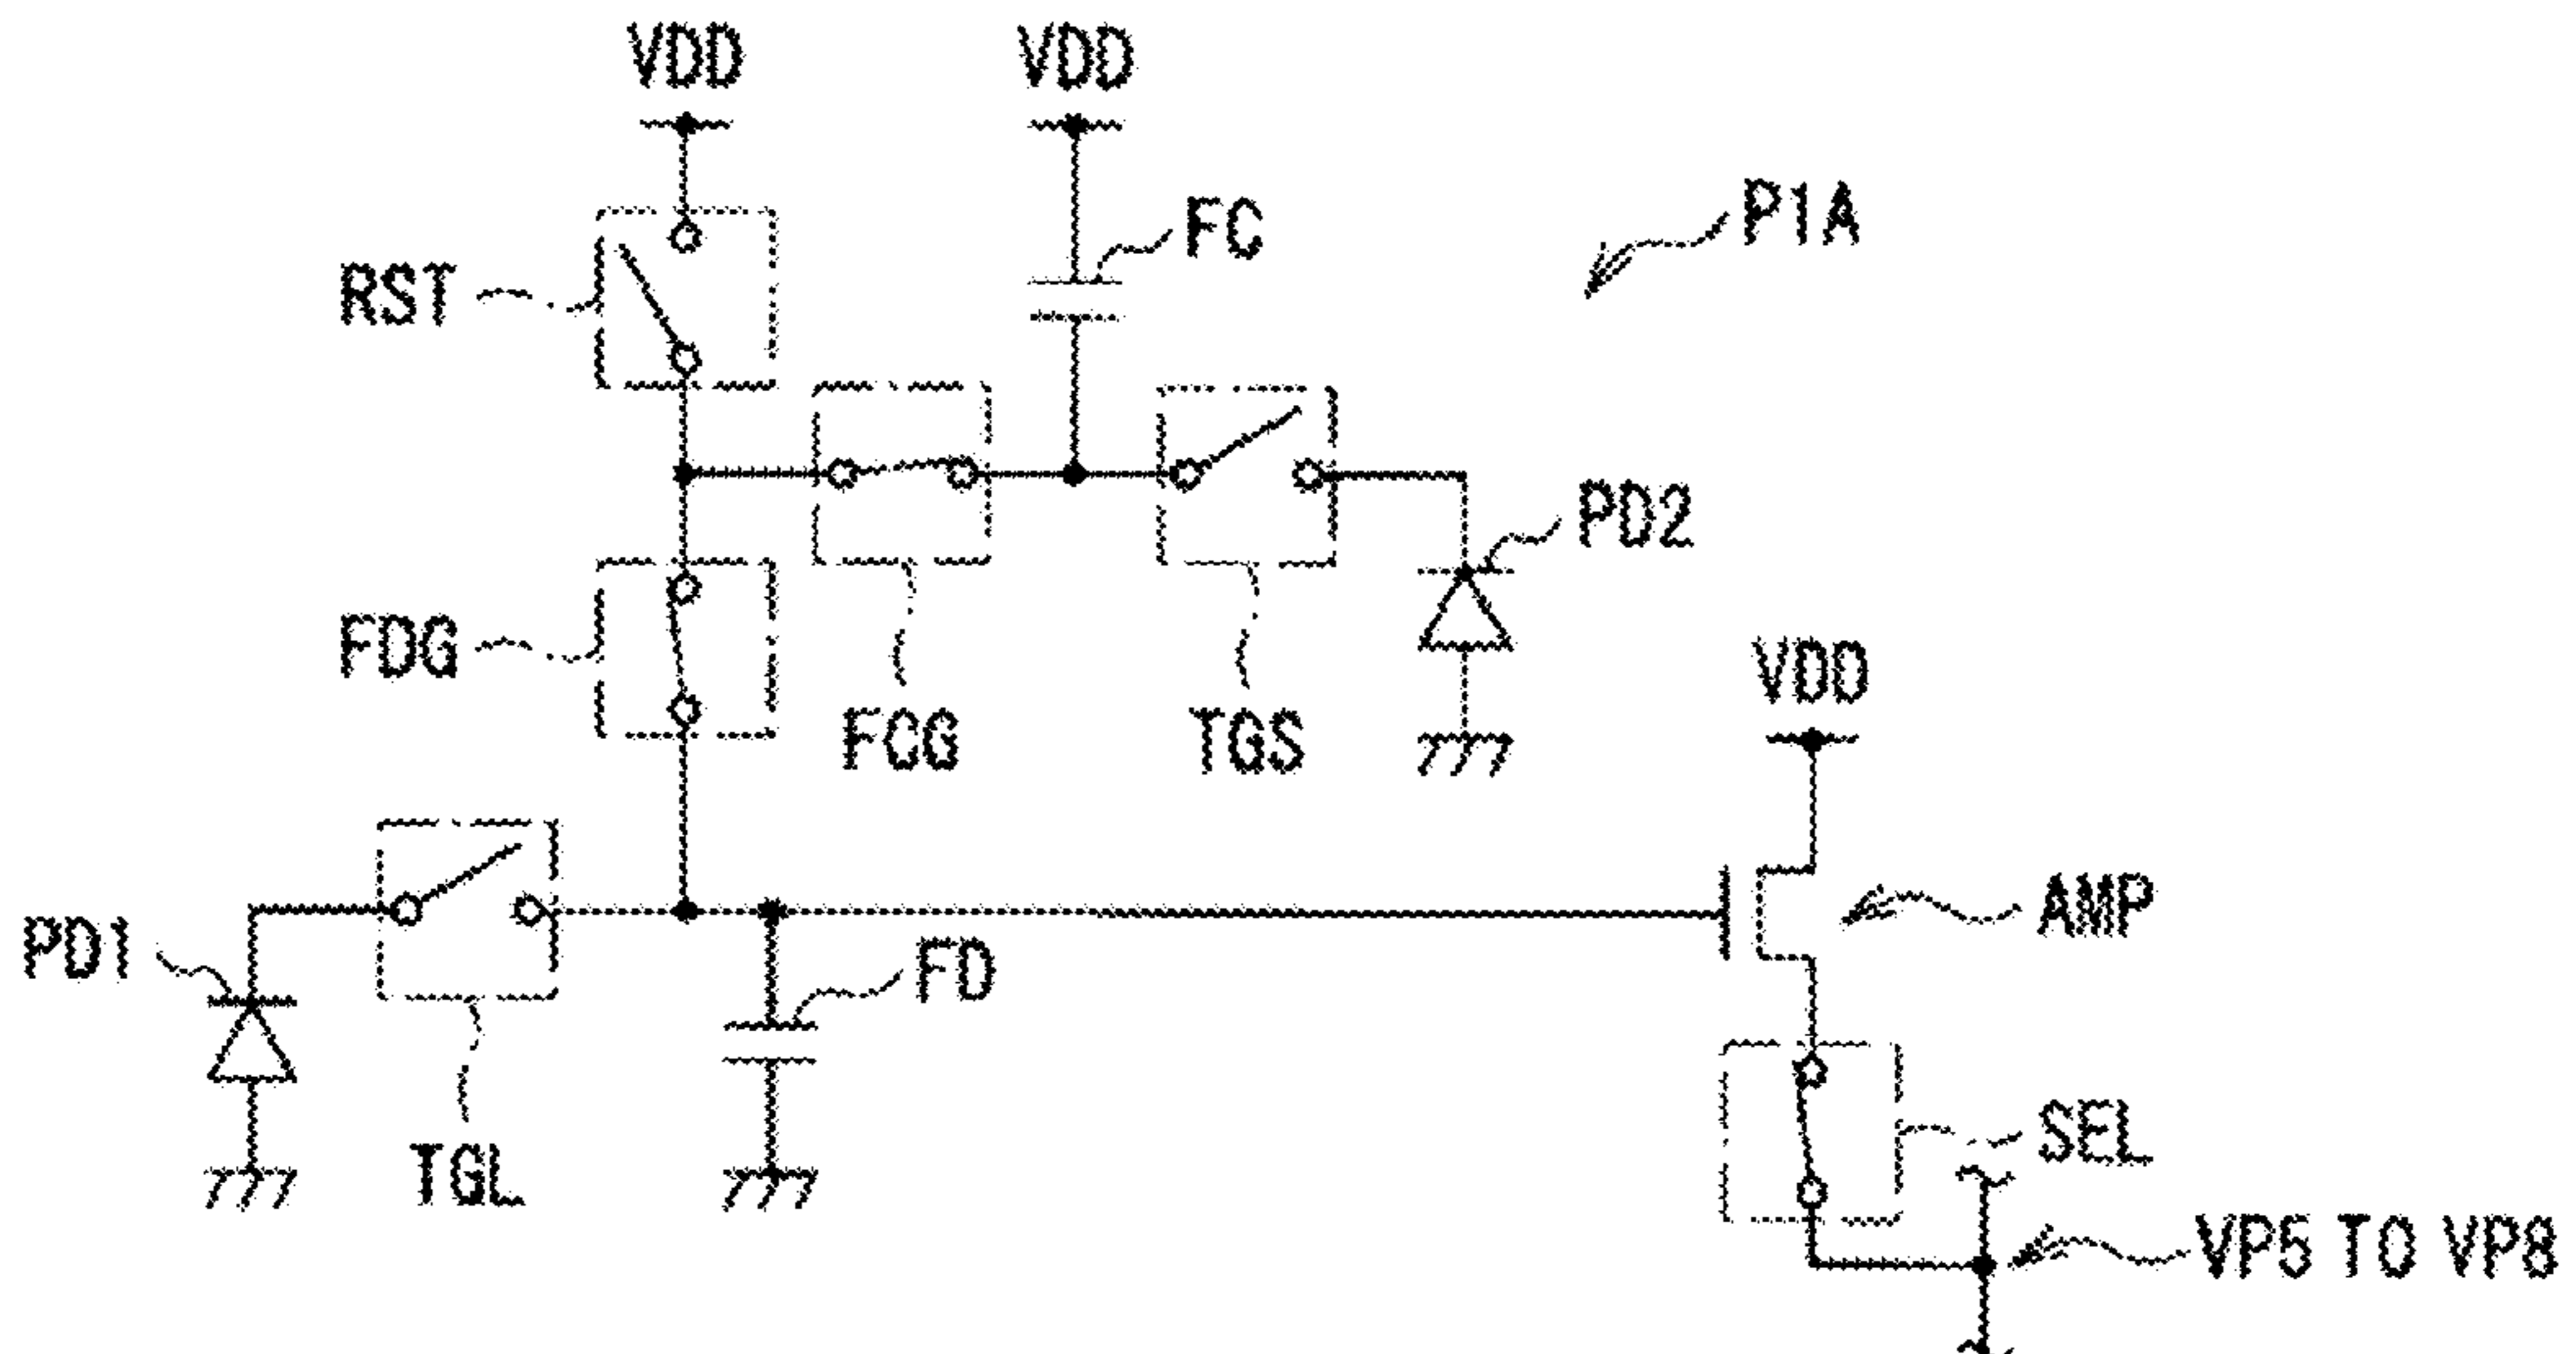 VDD VDD
FC
P1A
RST
PD2
FDG
VDD
FCG TGS
AMP
PD1
FD
SEL
TGL
VP5 TO VP8